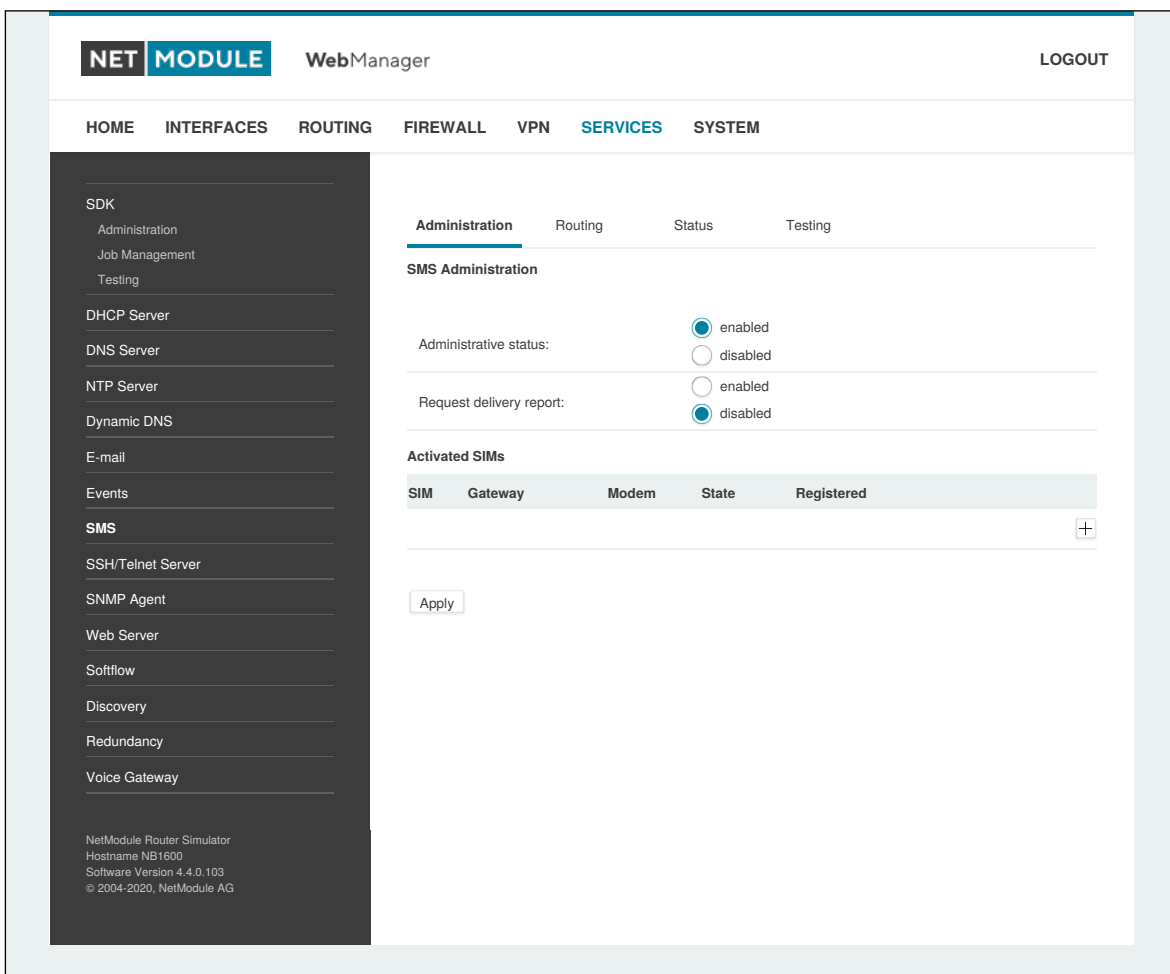 NET MODULE WebManager LOGOUT
HOME INTERFACES ROUTING FIREWALL VPN SERVICES SYSTEM
SDK
Administration
Job Management
Testing
DHCP Server
DNS Server
NTP Server
Dynamic DNS
E-mail
Events
SMS
SSH/Telnet Server
SNMP Agent
Web Server
Softflow
Discovery
Redundancy
Voice Gateway
NetModule Router Simulator
Hostname NB1600
Software Version 4.4.0.103
© 2004-2020, NetModule AG
Administration Routing Status Testing
SMS Administration
Administrative status:
enabled
disabled
Request delivery report:
enabled
disabled
Activated SIMs
SIM Gateway Modem State Registered
Apply